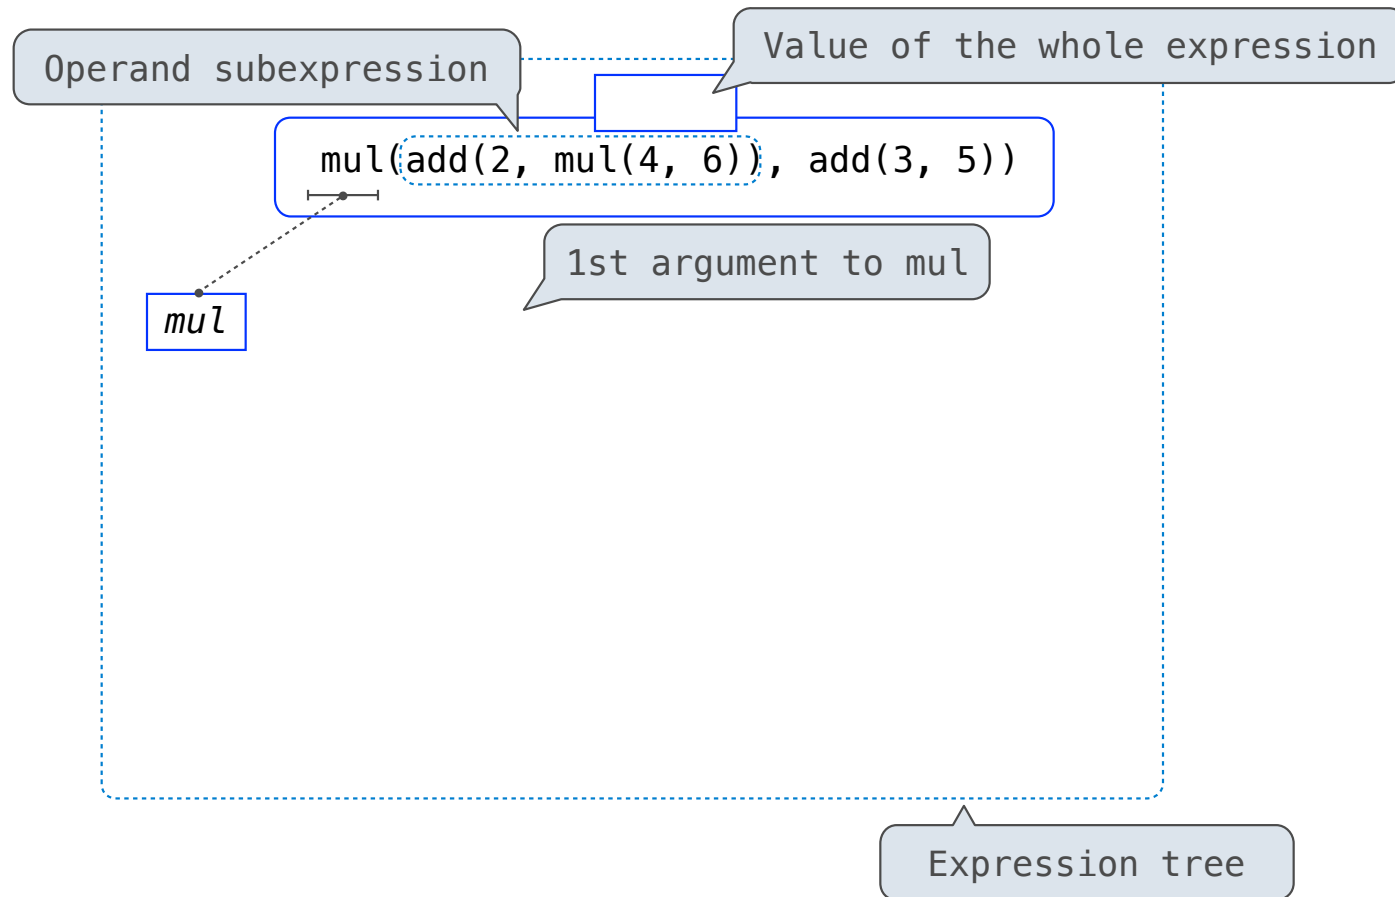 Value of the whole expression
Operand subexpression
mul(add(2, mul(4, 6)), add(3, 5))
1st argument to mul
mul
Expression tree